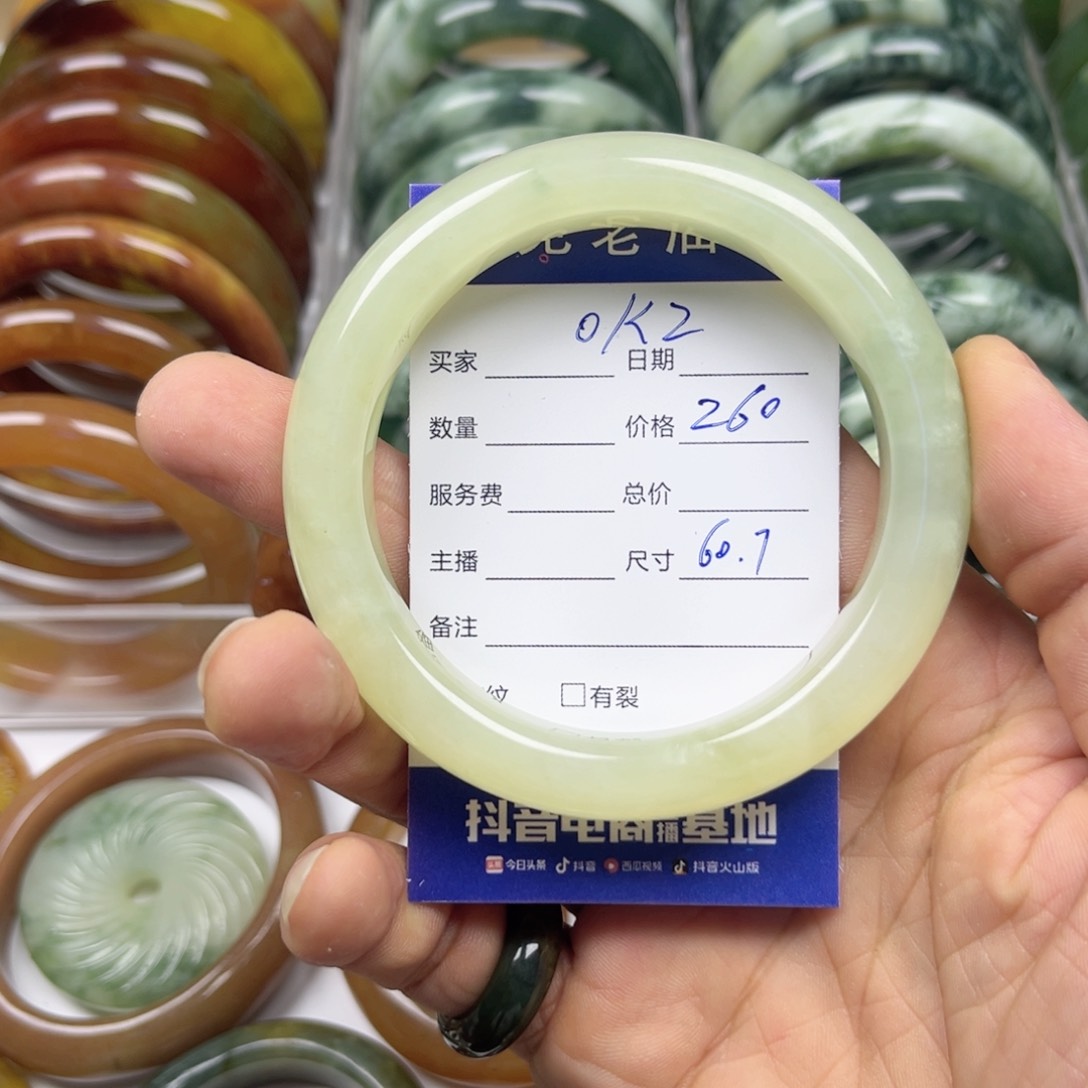 OK2
买家 日期
数量 价格 260
服务费 总价
主播 尺寸 60.7
备注
纹 □有裂
抖音电商直播基地
今日头条 抖音 西瓜视频 抖音火山版